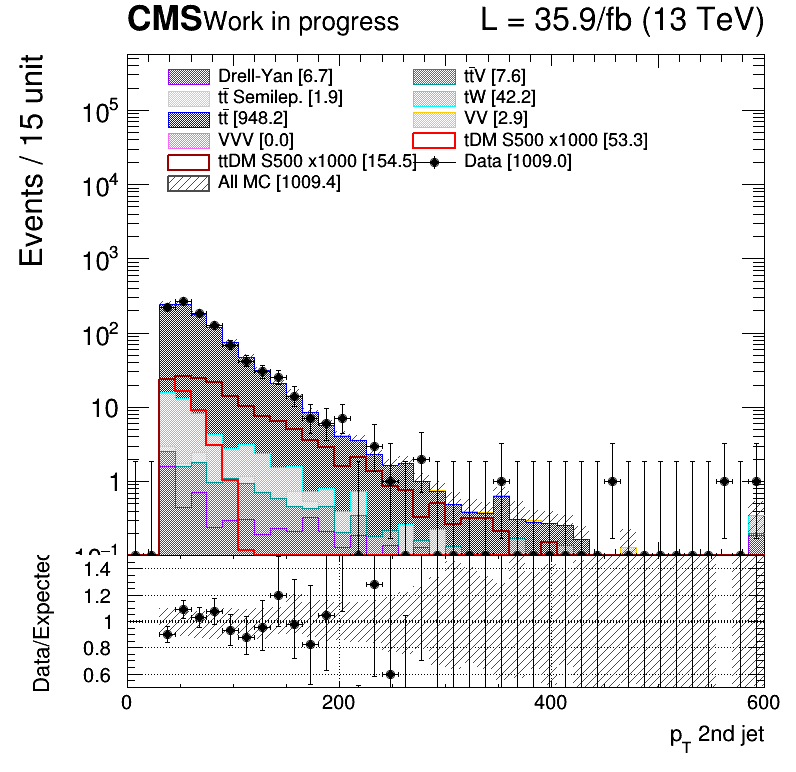 CMS Work in progress L = 35.9/fb (13 TeV)
Events / 15 unit
Drell-Yan [6.7] tt̄V [7.6]
tt̄ Semilep. [1.9] tW [42.2]
tt̄ [948.2] VV [2.9]
VVV [0.0] tDM S500 x1000 [53.3]
ttDM S500 x1000 [154.5] Data [1009.0]
All MC [1009.4]
10⁵
10⁴
10³
10²
10
1
10⁻¹
Data/Expected
1.4
1.2
1
0.8
0.6
0 200 400 600
p_T 2nd jet